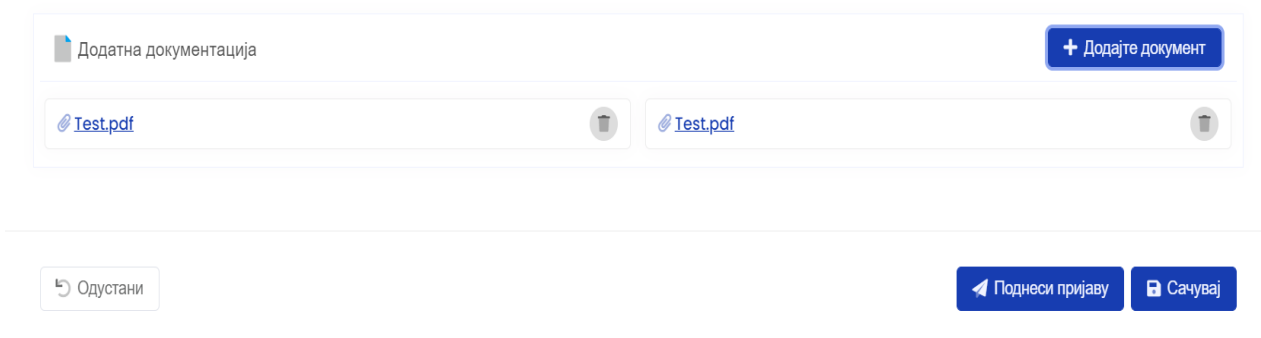 Додатна документација
Додајте документ
Test.pdf
Test.pdf
Одустани
Поднеси пријаву
Сачувај